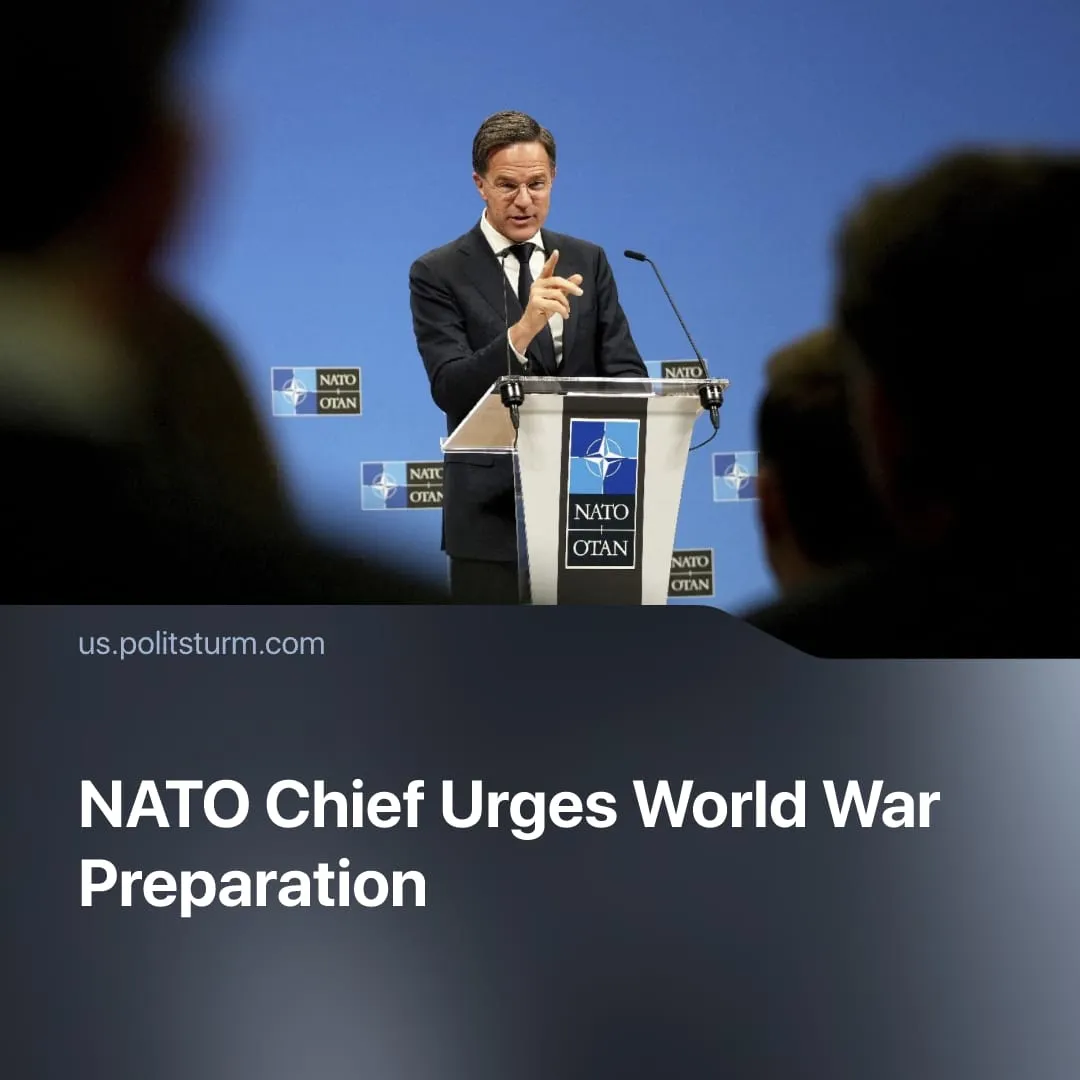 NATO
OTAN
NATO
NATO
OTAN
NATO
OTAN
NATO
OTAN
us.politsturm.com
NATO Chief Urges World War
Preparation